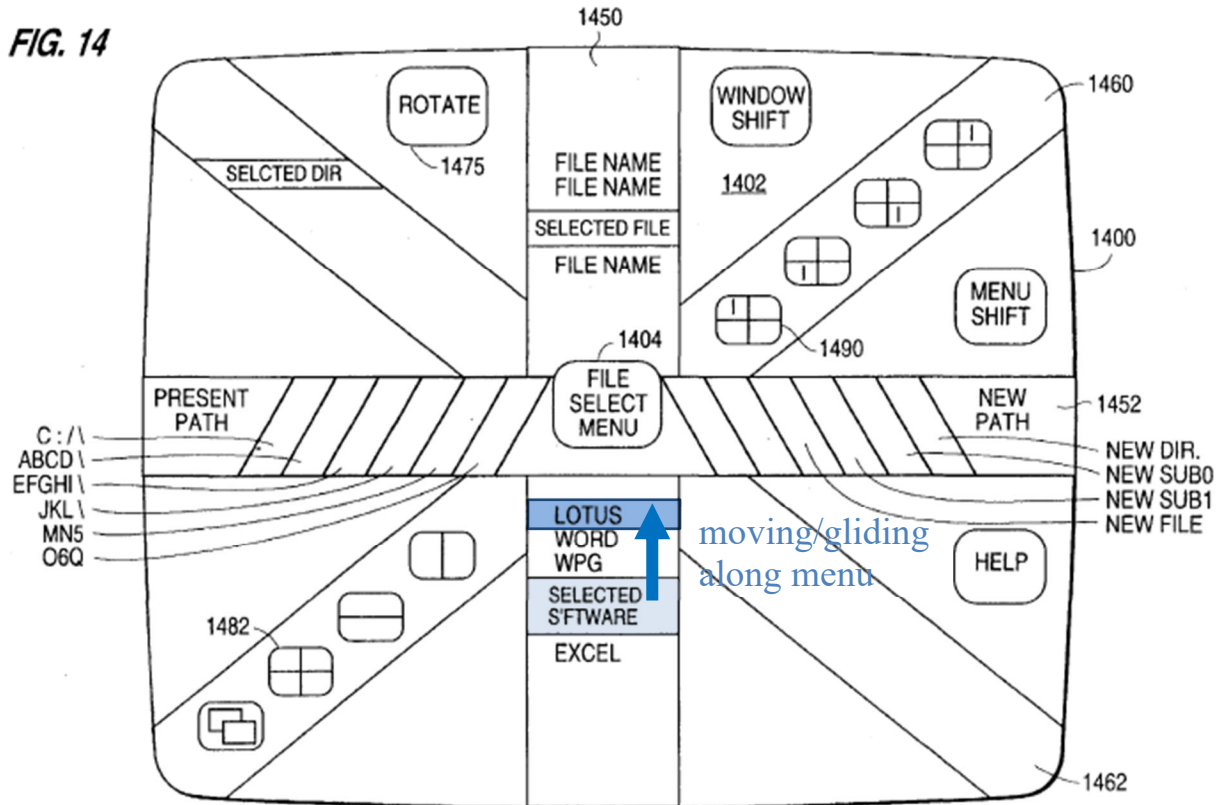 FIG. 14
1450
ROTATE
1475
WINDOW
SHIFT
1460
SELCTED DIR
FILE NAME
FILE NAME
1402
SELECTED FILE
FILE NAME
1400
MENU
SHIFT
1490
1404
FILE
SELECT
MENU
PRESENT
PATH
NEW
PATH
1452
C:/\
ABCD\
EFGHI\
JKL\
MN5
O6Q
NEW DIR.
NEW SUB0
NEW SUB1
NEW FILE
LOTUS
WORD
WPG
SELECTED
S'FTWARE
EXCEL
moving/gliding
along menu
HELP
1482
1462